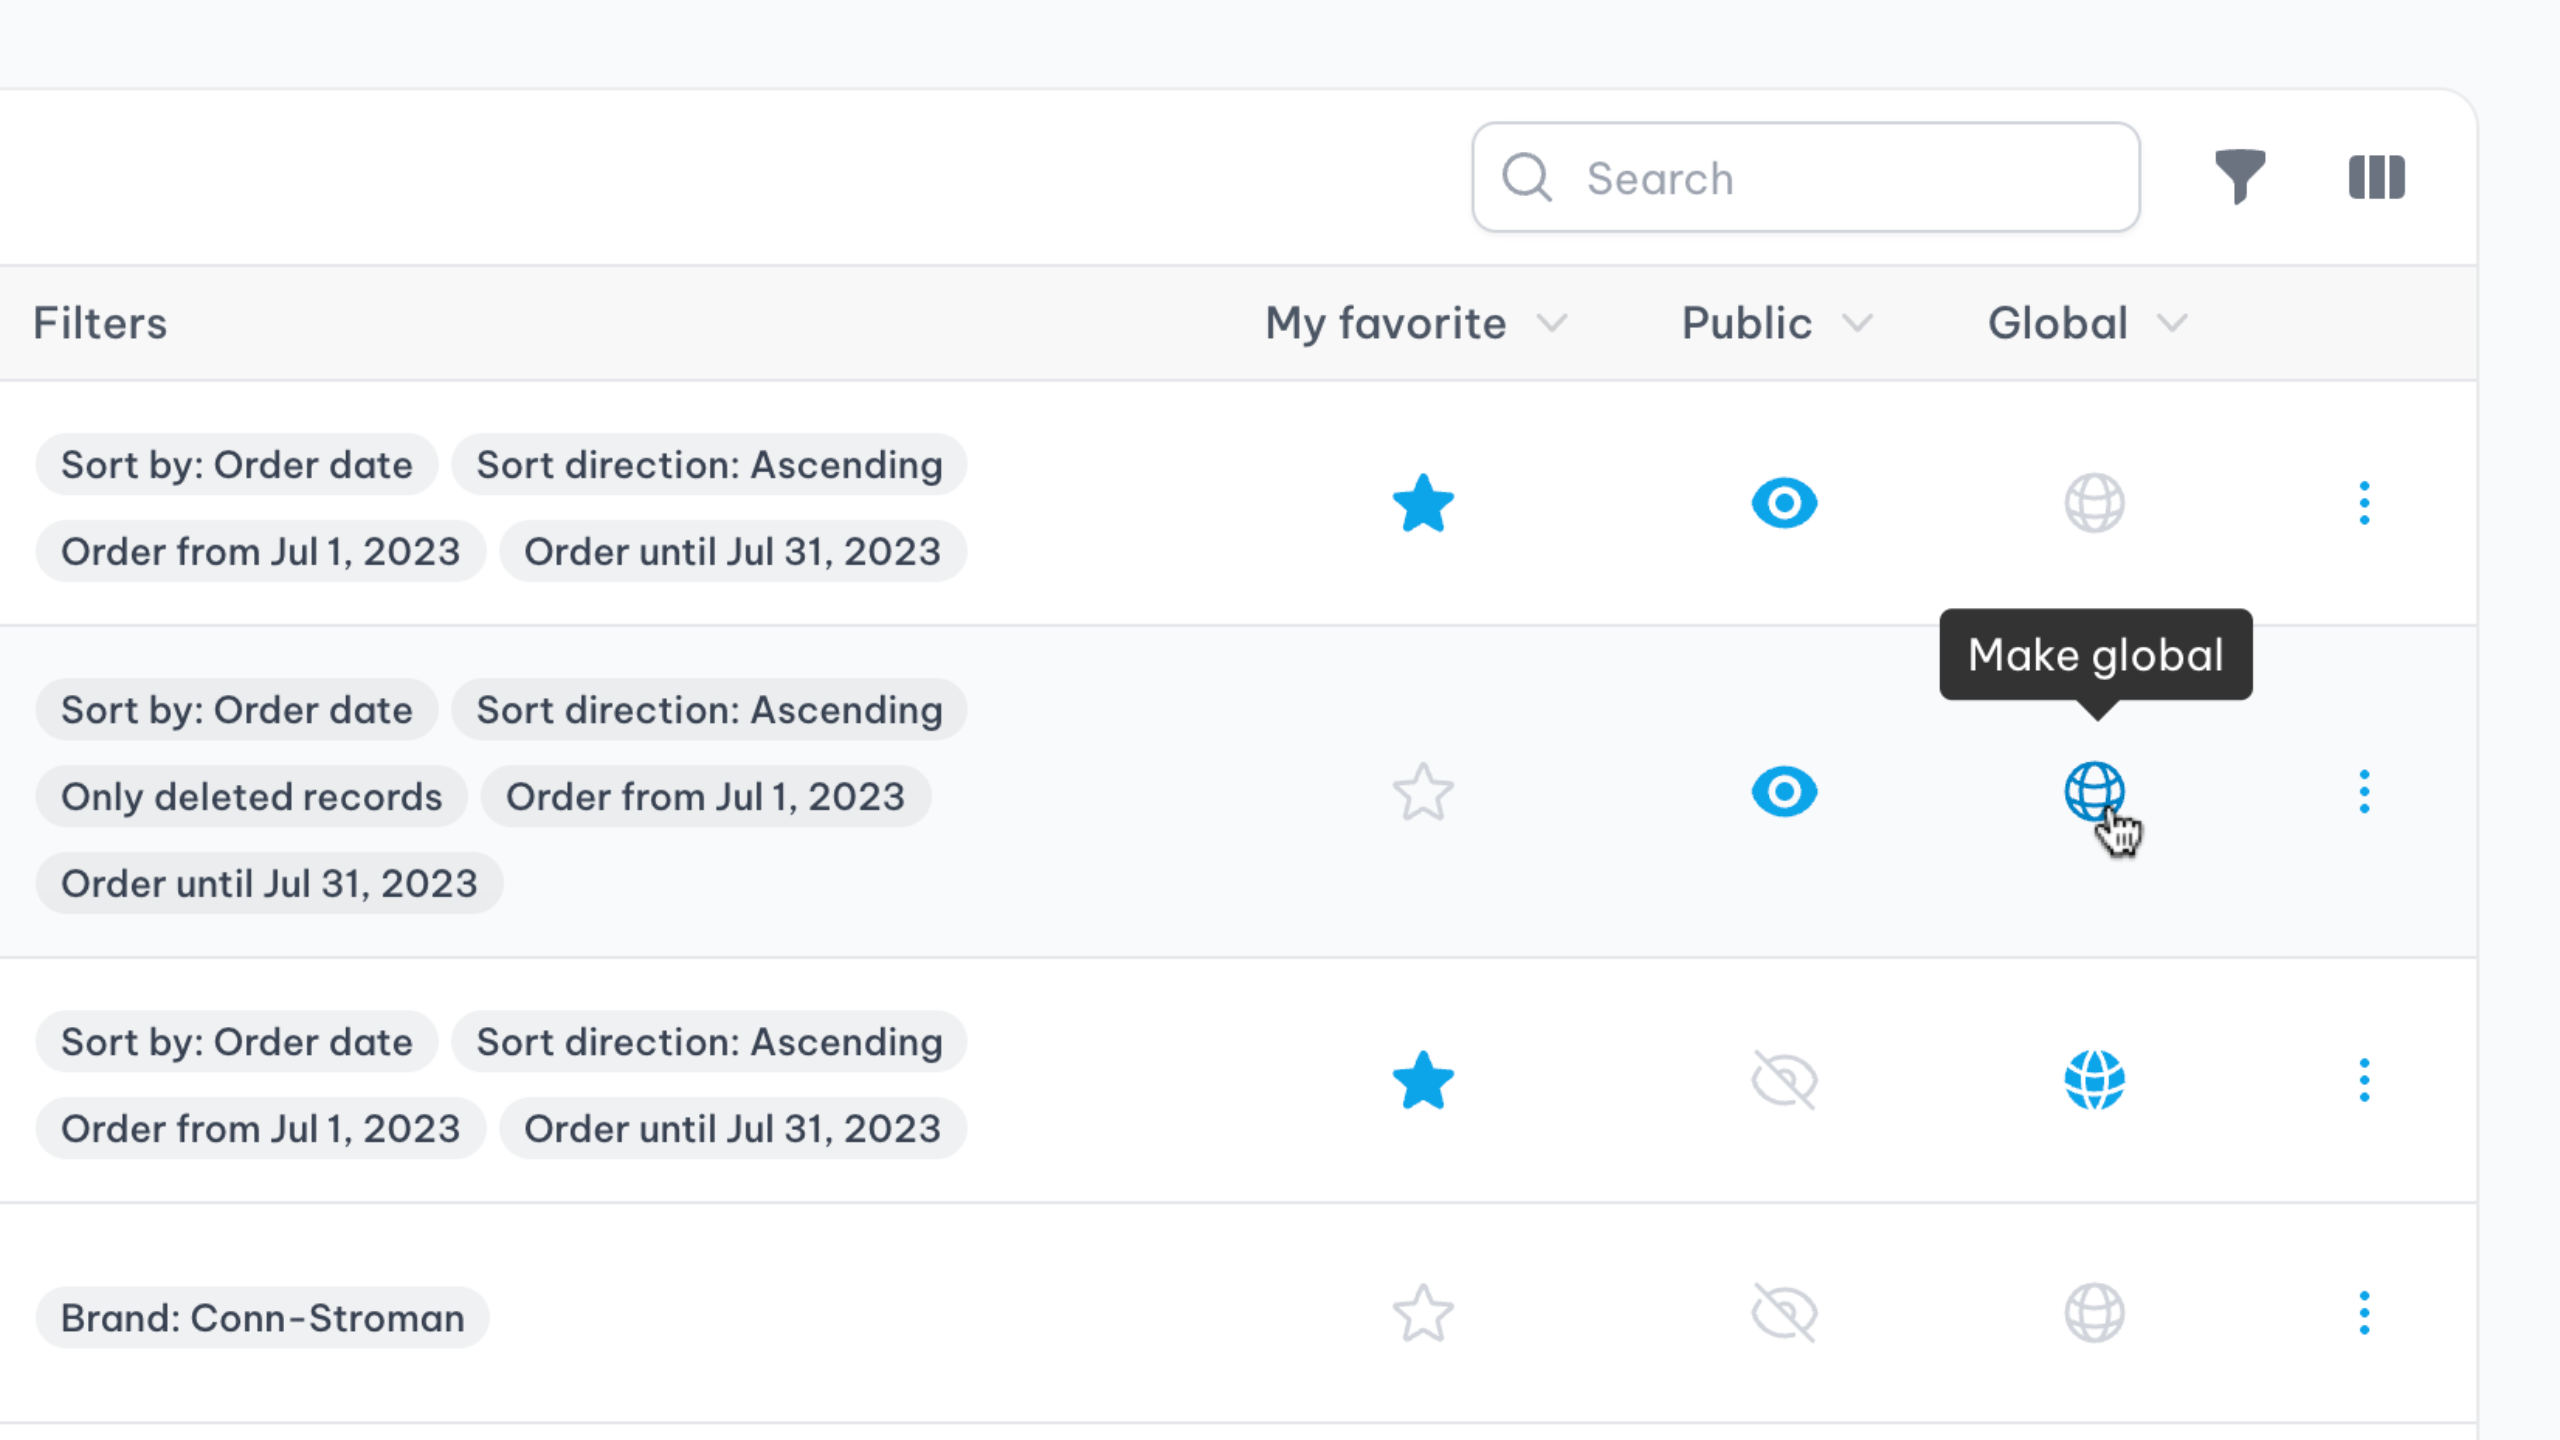 Search
Filters My favorite Public Global
Sort by: Order date Sort direction: Ascending
Order from Jul 1, 2023 Order until Jul 31, 2023
Make global
Sort by: Order date Sort direction: Ascending
Only deleted records Order from Jul 1, 2023
Order until Jul 31, 2023
Sort by: Order date Sort direction: Ascending
Order from Jul 1, 2023 Order until Jul 31, 2023
Brand: Conn-Stroman